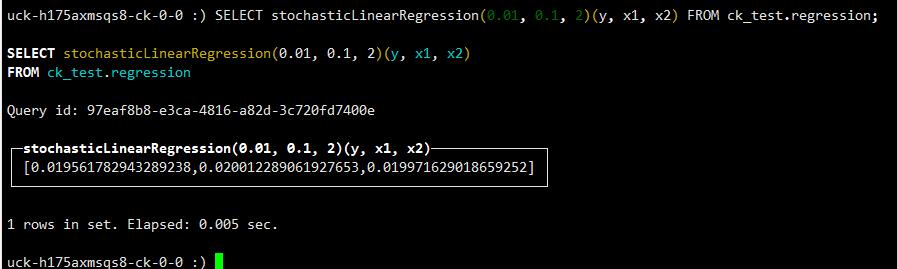 uck-h175axmsqs8-ck-0-0 :) SELECT stochasticLinearRegression(0.01, 0.1, 2)(y, x1, x2) FROM ck_test.regression;
SELECT stochasticLinearRegression(0.01, 0.1, 2)(y, x1, x2)
FROM ck_test.regression
Query id: 97eaf8b8-e3ca-4816-a82d-3c720fd7400e
stochasticLinearRegression(0.01, 0.1, 2)(y, x1, x2)
[0.019561782943289238,0.020012289061927653,0.019971629018659252]
1 rows in set. Elapsed: 0.005 sec.
uck-h175axmsqs8-ck-0-0 :)